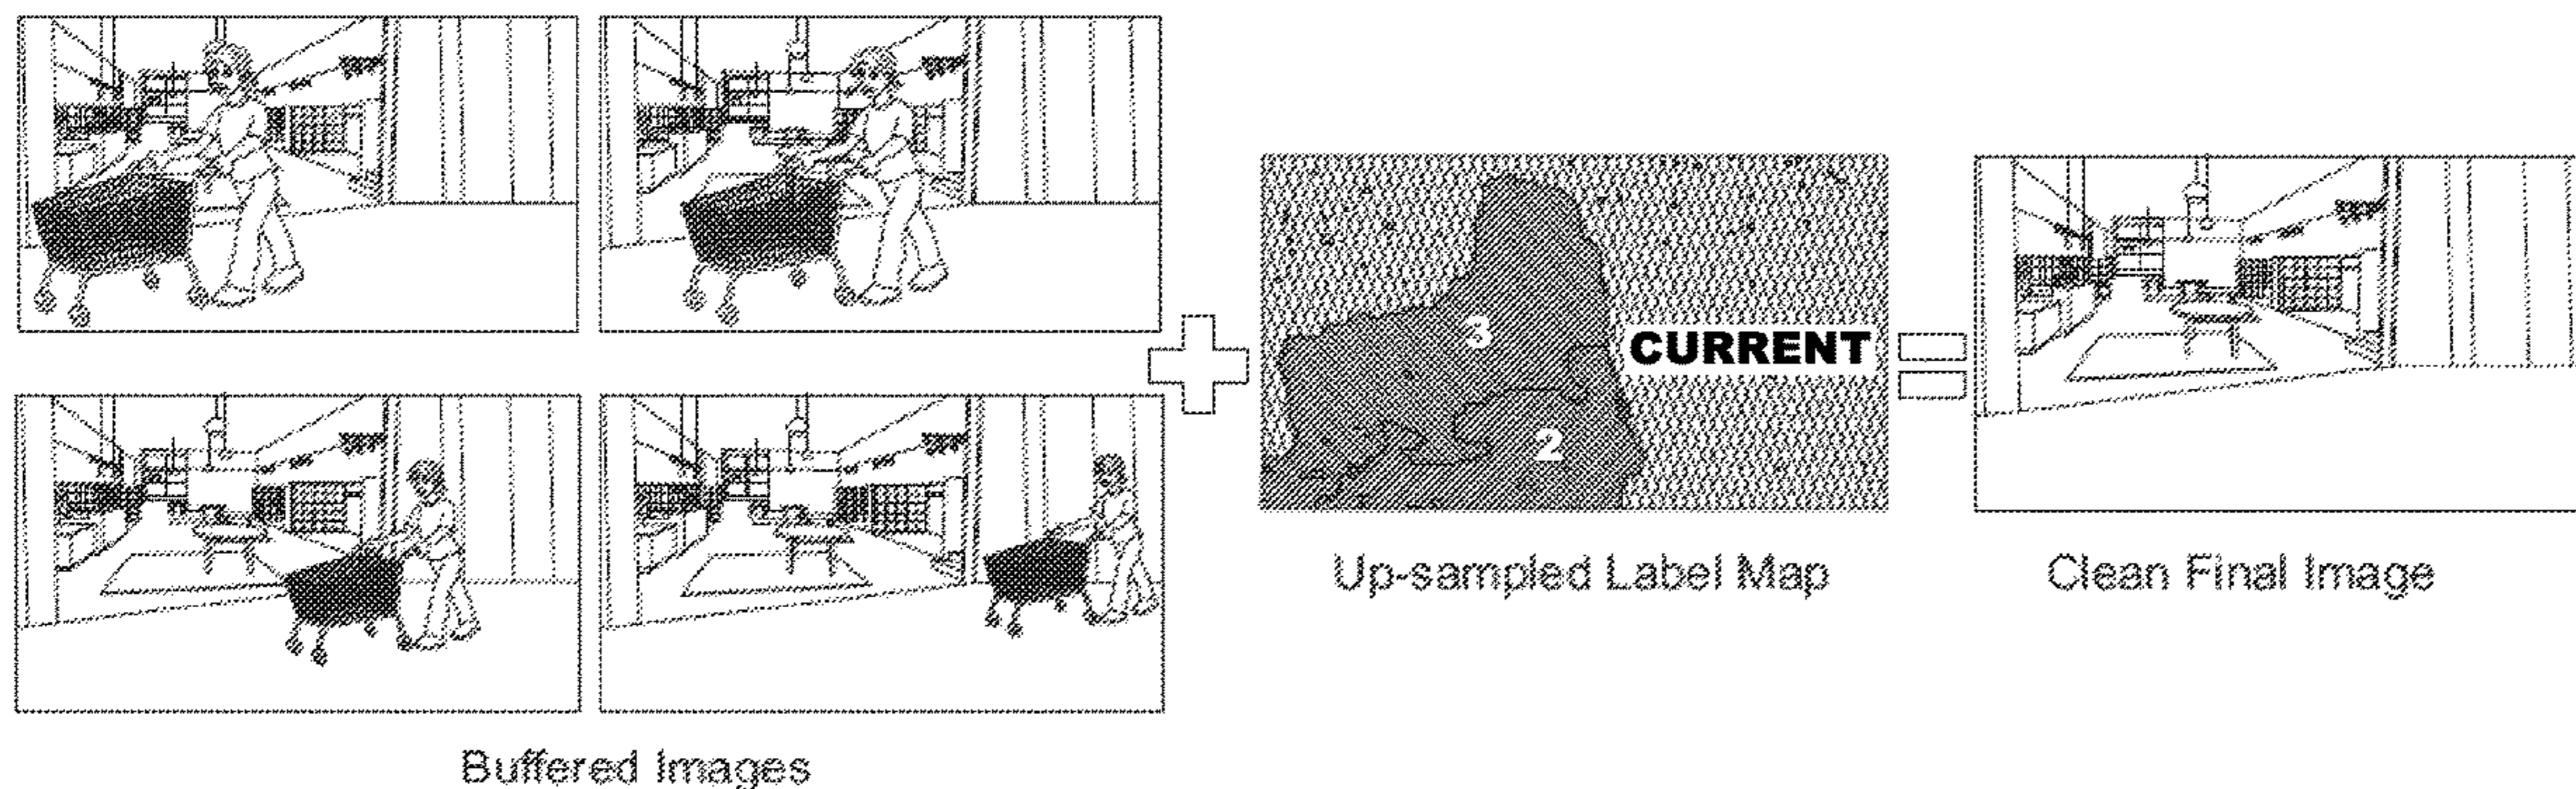 3
CURRENT
2
Up-sampled Label Map
Clean Final Image
Buffered Images